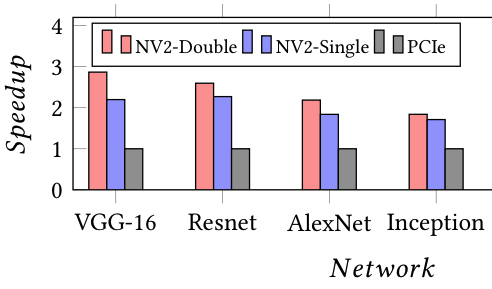 NV2-Double NV2-Single PCIe
4
3
2
1
0
Speedup
VGG-16 Resnet AlexNet Inception
Network